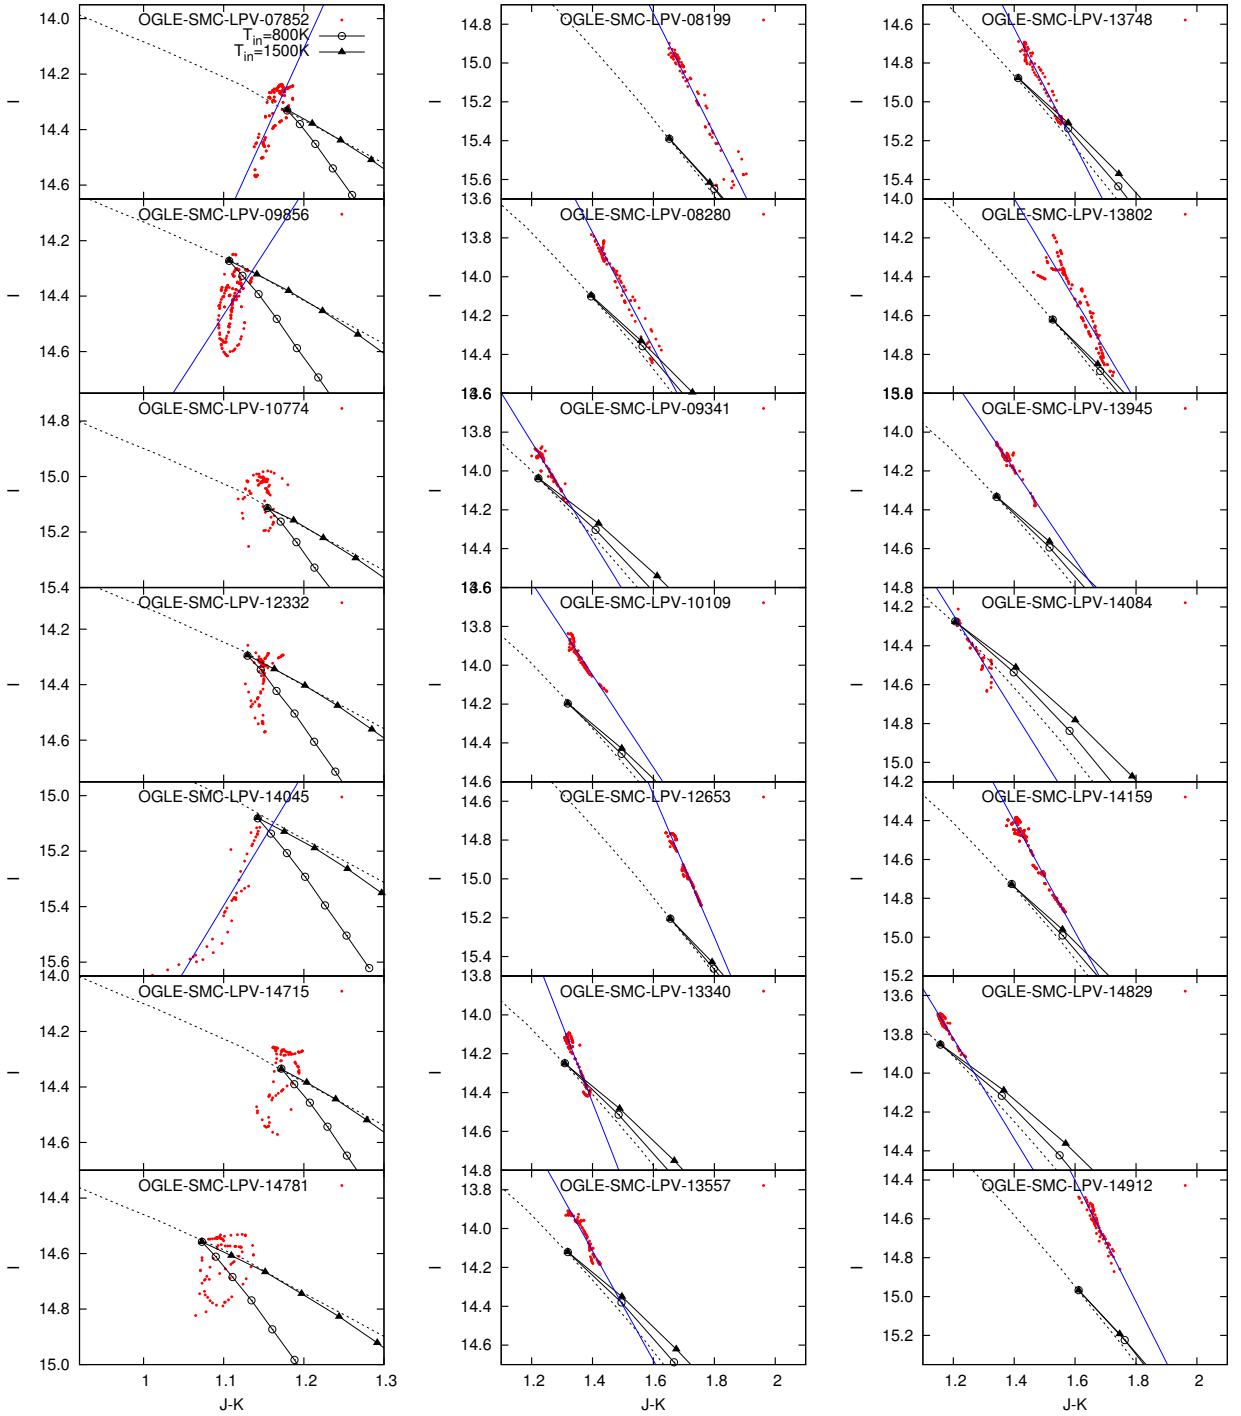 OGLE-SMC-LPV-07852
T_in=800K
T_in=1500K
14.0
14.2
14.4
14.6
I
OGLE-SMC-LPV-09856
14.2
14.4
14.6
I
OGLE-SMC-LPV-10774
14.8
15.0
15.2
15.4
I
OGLE-SMC-LPV-12332
14.2
14.4
14.6
I
OGLE-SMC-LPV-14045
15.0
15.2
15.4
15.6
I
OGLE-SMC-LPV-14715
14.0
14.2
14.4
14.6
I
OGLE-SMC-LPV-14781
14.4
14.6
14.8
15.0
I
1 1.1 1.2 1.3
J-K
OGLE-SMC-LPV-08199
14.8
15.0
15.2
15.4
15.6
I
OGLE-SMC-LPV-08280
13.6
13.8
14.0
14.2
14.4
I
OGLE-SMC-LPV-09341
13.8
14.0
14.2
14.4
I
OGLE-SMC-LPV-10109
13.8
14.0
14.2
14.4
14.6
I
OGLE-SMC-LPV-12653
14.6
14.8
15.0
15.2
15.4
I
OGLE-SMC-LPV-13340
13.8
14.0
14.2
14.4
14.6
14.8
I
OGLE-SMC-LPV-13557
13.8
14.0
14.2
14.4
14.6
I
1.2 1.4 1.6 1.8 2
J-K
OGLE-SMC-LPV-13748
14.6
14.8
15.0
15.2
15.4
I
OGLE-SMC-LPV-13802
14.0
14.2
14.4
14.6
14.8
I
OGLE-SMC-LPV-13945
14.0
14.2
14.4
14.6
14.8
I
OGLE-SMC-LPV-14084
14.2
14.4
14.6
14.8
15.0
I
OGLE-SMC-LPV-14159
14.2
14.4
14.6
14.8
15.0
15.2
I
OGLE-SMC-LPV-14829
13.6
13.8
14.0
14.2
14.4
I
OGLE-SMC-LPV-14912
14.4
14.6
14.8
15.0
15.2
I
1.2 1.4 1.6 1.8 2
J-K